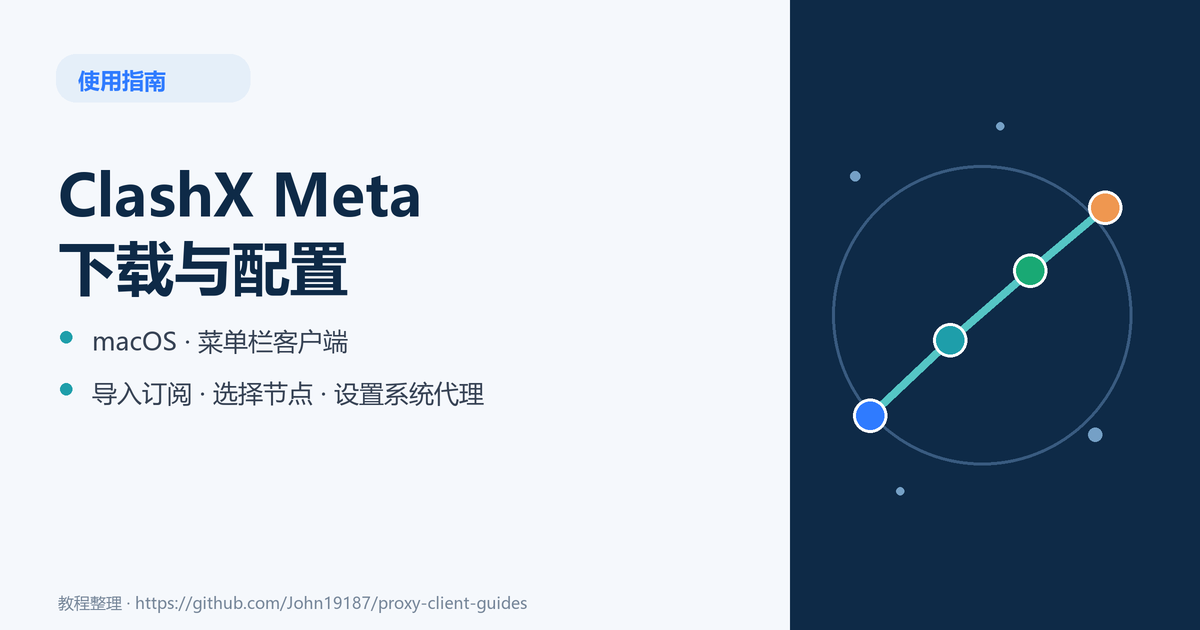 使用指南
ClashX Meta
下载与配置
macOS · 菜单栏客户端
导入订阅 · 选择节点 · 设置系统代理
教程整理 · https://github.com/John19187/proxy-client-guides